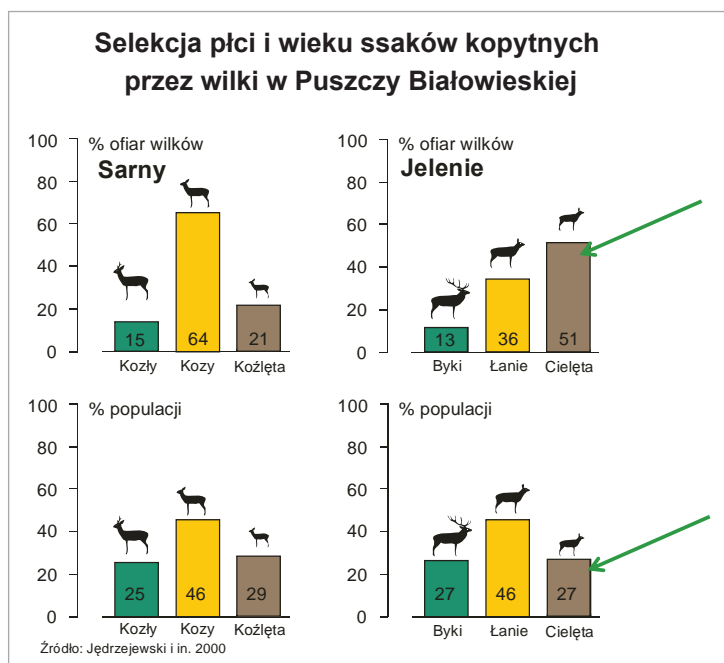 Selekcja płci i wieku ssaków kopytnych
przez wilki w Puszczy Białowieskiej
% ofiar wilków
Sarny
100
80
60
40
20
0
15
64
21
Kozły
Kozy
Koźlęta
% ofiar wilków
Jelenie
100
80
60
40
20
0
13
36
51
Byki
Łanie
Cielęta
% populacji
100
80
60
40
20
0
25
46
29
Kozły
Kozy
Koźlęta
% populacji
100
80
60
40
20
0
27
46
27
Byki
Łanie
Cielęta
Źródło: Jędrzejewski i in. 2000